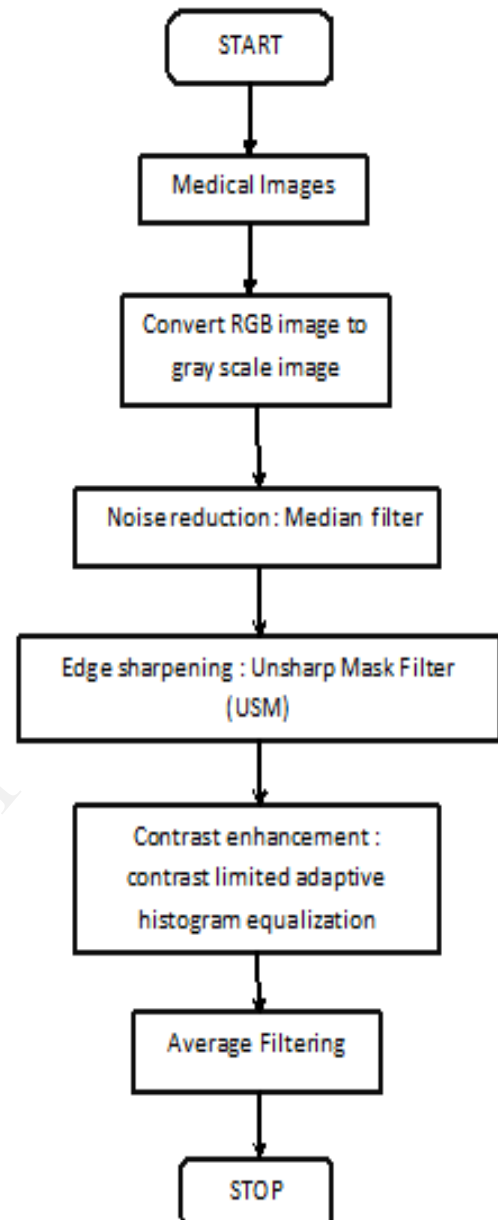 START
Medical Images
Convert RGB image to
gray scale image
Noise reduction : Median filter
Edge sharpening : Unsharp Mask Filter
(USM)
Contrast enhancement :
contrast limited adaptive
histogram equalization
Average Filtering
STOP